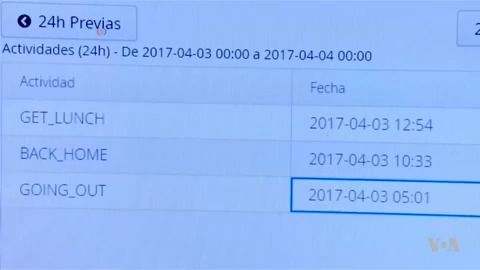 24h Previas
2
Actividades (24h) - De 2017-04-03 00:00 a 2017-04-04 00:00
Actividad Fecha
GET_LUNCH 2017-04-03 12:54
BACK_HOME 2017-04-03 10:33
GOING_OUT 2017-04-03 05:01
VOA